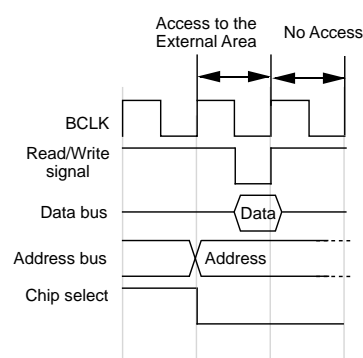 Access to the
External Area
No Access
BCLK
Read/Write
signal
Data bus
Data
Address bus
Address
Chip select